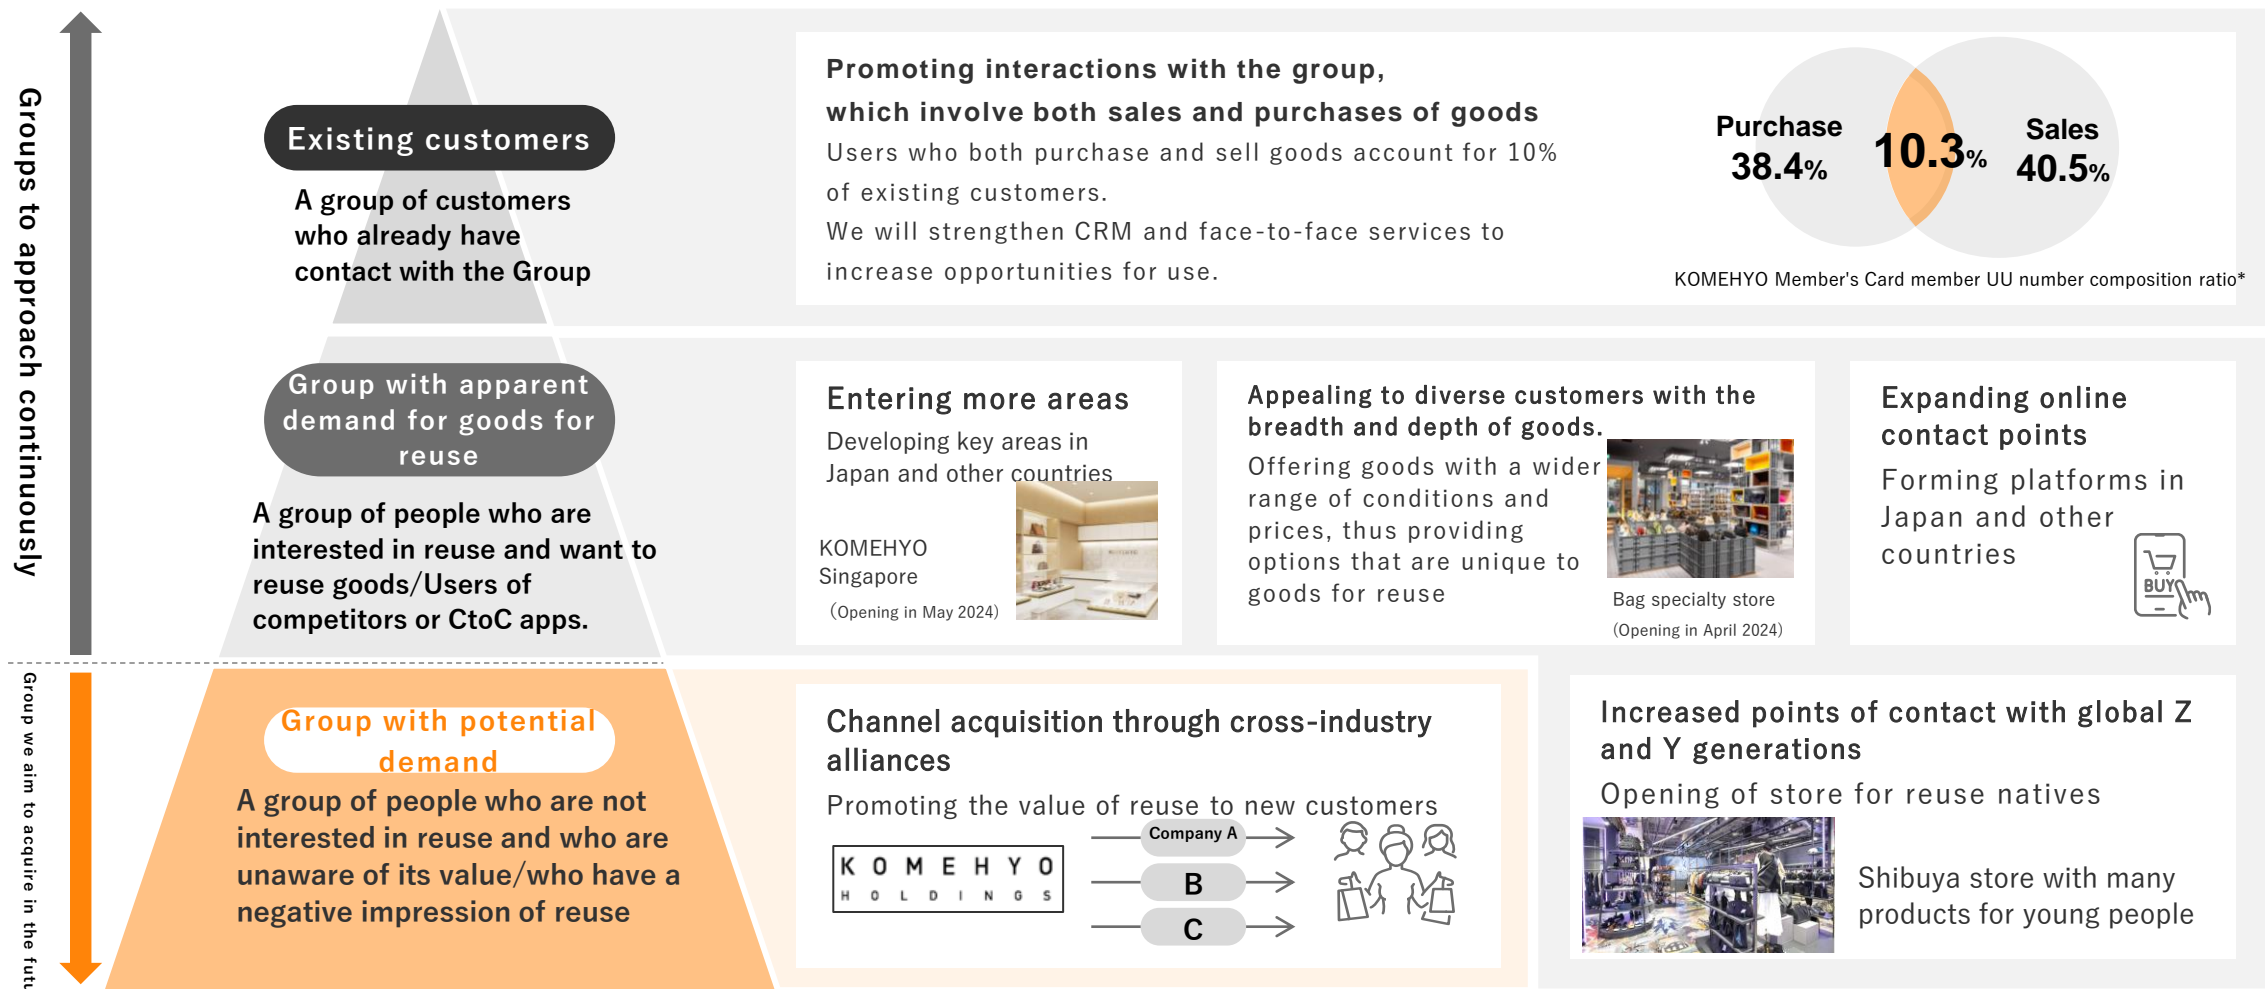 Groups to approach continuously
Existing customers
A group of customers
who already have
contact with the Group
Promoting interactions with the group,
which involve both sales and purchases of goods
Users who both purchase and sell goods account for 10%
of existing customers.
We will strengthen CRM and face-to-face services to
increase opportunities for use.
Purchase
38.4%
10.3%
Sales
40.5%
KOMEHYO Member's Card member UU number composition ratio*
Group with apparent
demand for goods for
reuse
A group of people who are
interested in reuse and want to
reuse goods/Users of
competitors or CtoC apps.
Entering more areas
Developing key areas in
Japan and other countries
KOMEHYO
Singapore
(Opening in May 2024)
Appealing to diverse customers with the
breadth and depth of goods.
Offering goods with a wider
range of conditions and
prices, thus providing
options that are unique to
goods for reuse
Bag specialty store
(Opening in April 2024)
Expanding online
contact points
Forming platforms in
Japan and other
countries
BUY
Group we aim to acquire in the futu
Group with potential
demand
A group of people who are not
interested in reuse and who are
unaware of its value/who have a
negative impression of reuse
Channel acquisition through cross-industry
alliances
Promoting the value of reuse to new customers
KOMEHYO
HOLDINGS
Company A
B
C
Increased points of contact with global Z
and Y generations
Opening of store for reuse natives
Shibuya store with many
products for young people